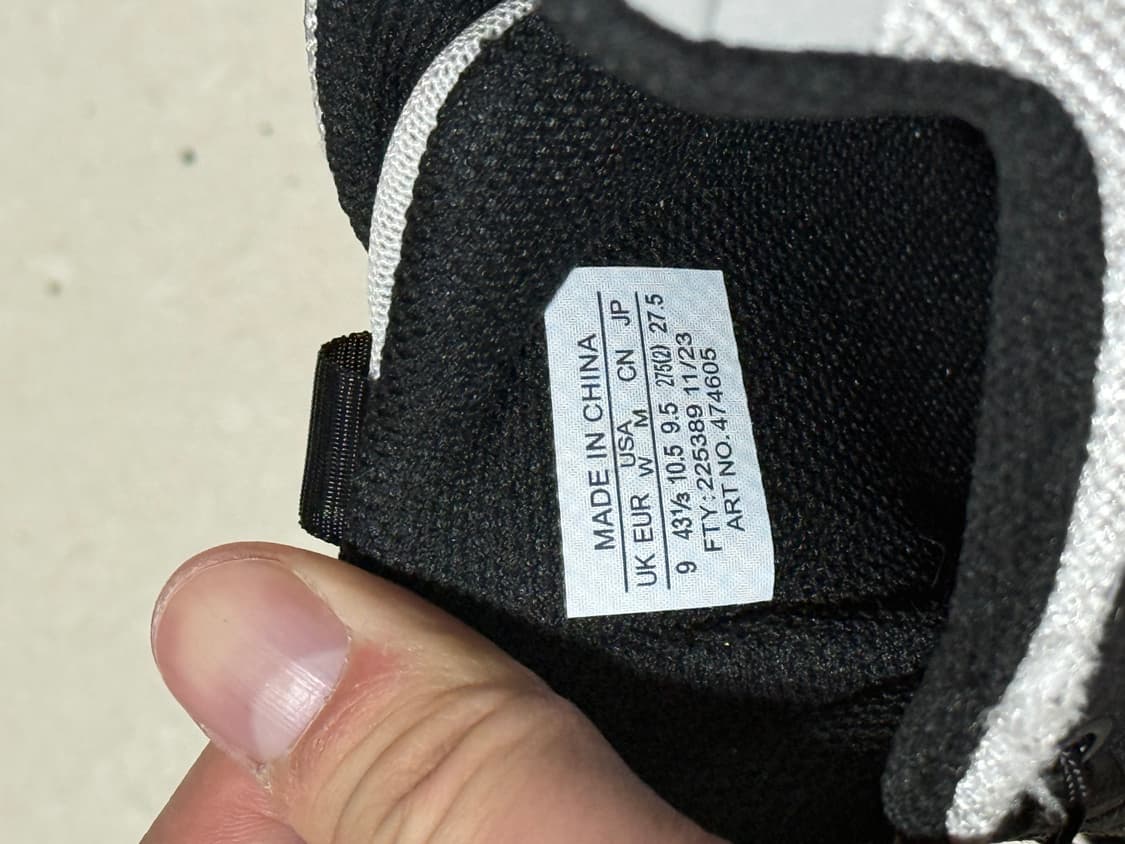 MADE IN CHINA
UK EUR USA CN JP
W M
9 43⅓ 10.5 9.5 275(2) 27.5
FTY:225389 11/23
ART NO.474605